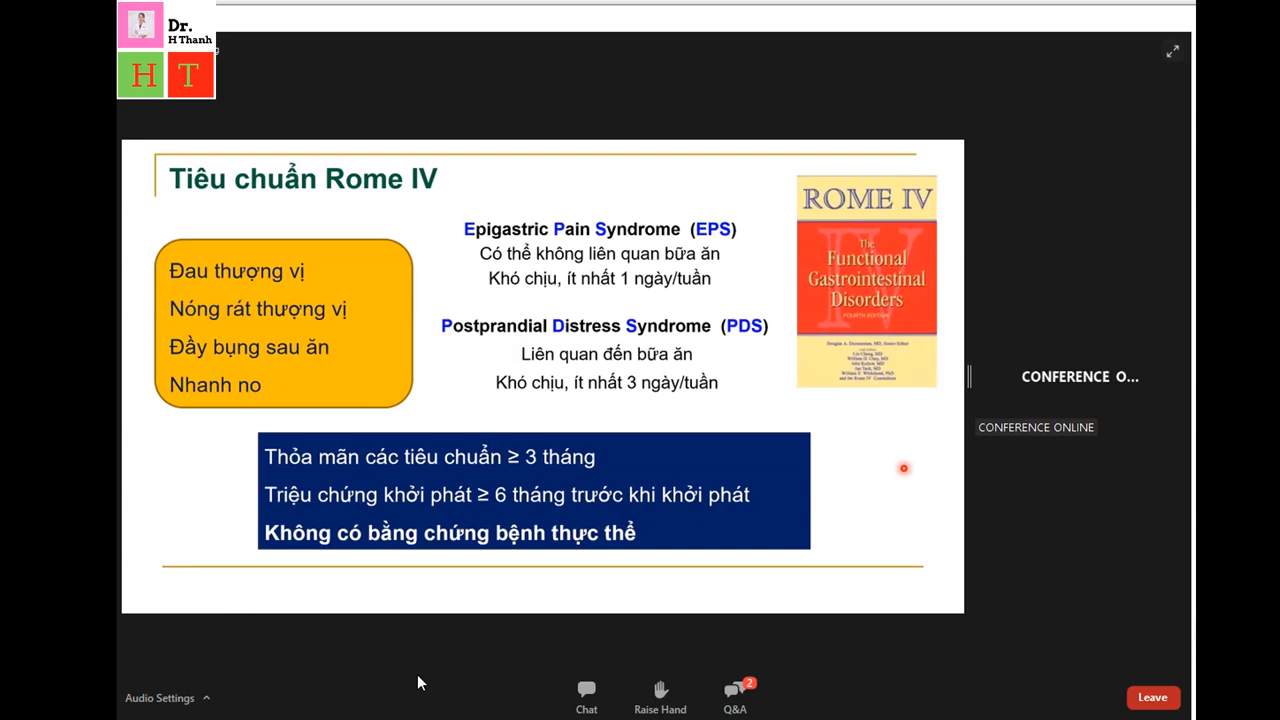 Dr.
H Thanh
H T
Tiêu chuẩn Rome IV
Đau thượng vị
Nóng rát thượng vị
Đầy bụng sau ăn
Nhanh no
Epigastric Pain Syndrome (EPS)
Có thể không liên quan bữa ăn
Khó chịu, ít nhất 1 ngày/tuần
Postprandial Distress Syndrome (PDS)
Liên quan đến bữa ăn
Khó chịu, ít nhất 3 ngày/tuần
ROME IV
The
Functional
Gastrointestinal
Disorders
FOURTH EDITION
Thỏa mãn các tiêu chuẩn ≥ 3 tháng
Triệu chứng khởi phát ≥ 6 tháng trước khi khởi phát
Không có bằng chứng bệnh thực thể
CONFERENCE O...
CONFERENCE ONLINE
Audio Settings
Chat
Raise Hand
2
Q&A
Leave